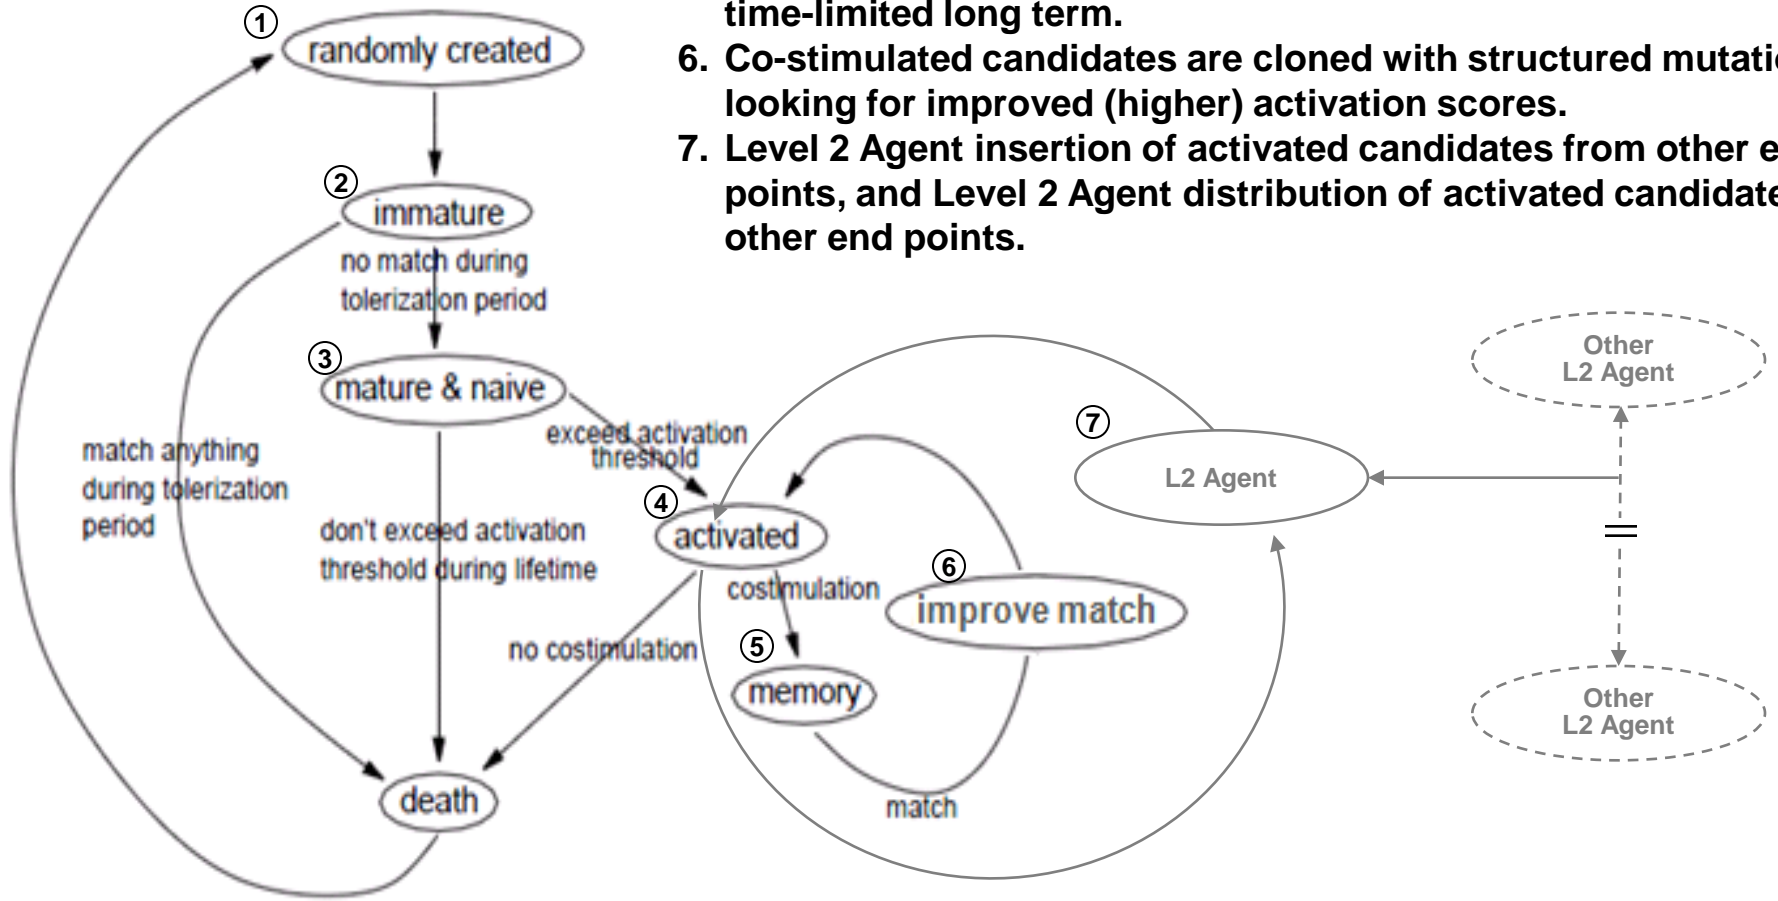 time-limited long term.
6. Co-stimulated candidates are cloned with structured mutatio
looking for improved (higher) activation scores.
7. Level 2 Agent insertion of activated candidates from other e
points, and Level 2 Agent distribution of activated candidate
other end points.
1
randomly created
2
immature
no match during
tolerization period
3
mature & naive
exceed activation
threshold
match anything
during tolerization
period
don't exceed activation
threshold during lifetime
4
activated
costimulation
no costimulation
5
memory
6
improve match
match
death
7
L2 Agent
Other
L2 Agent
Other
L2 Agent